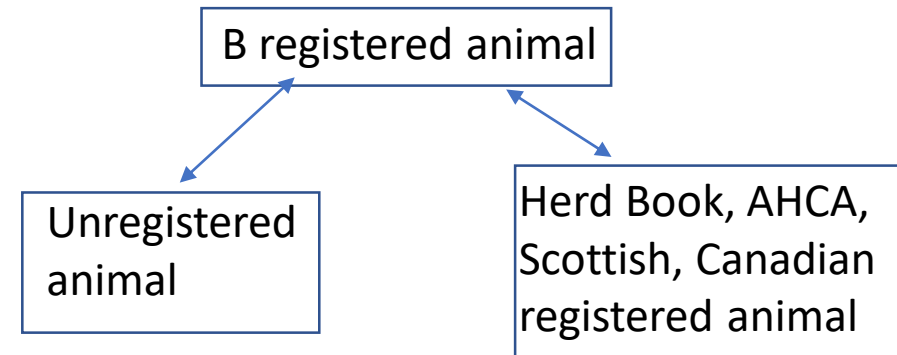 B registered animal
Unregistered
animal
Herd Book, AHCA,
Scottish, Canadian
registered animal